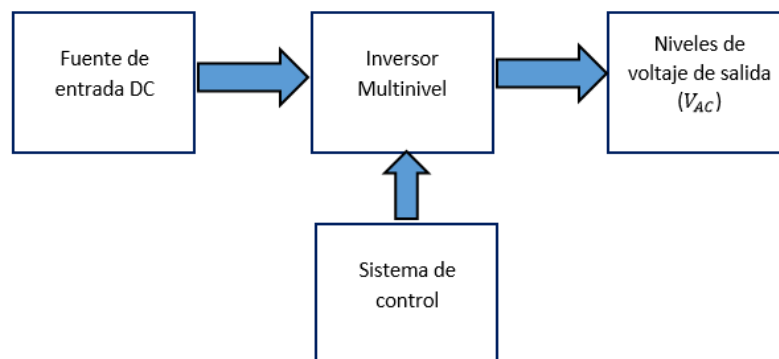 Fuente de
entrada DC
Inversor
Multinivel
Niveles de
voltaje de salida
(V_AC)
Sistema de
control